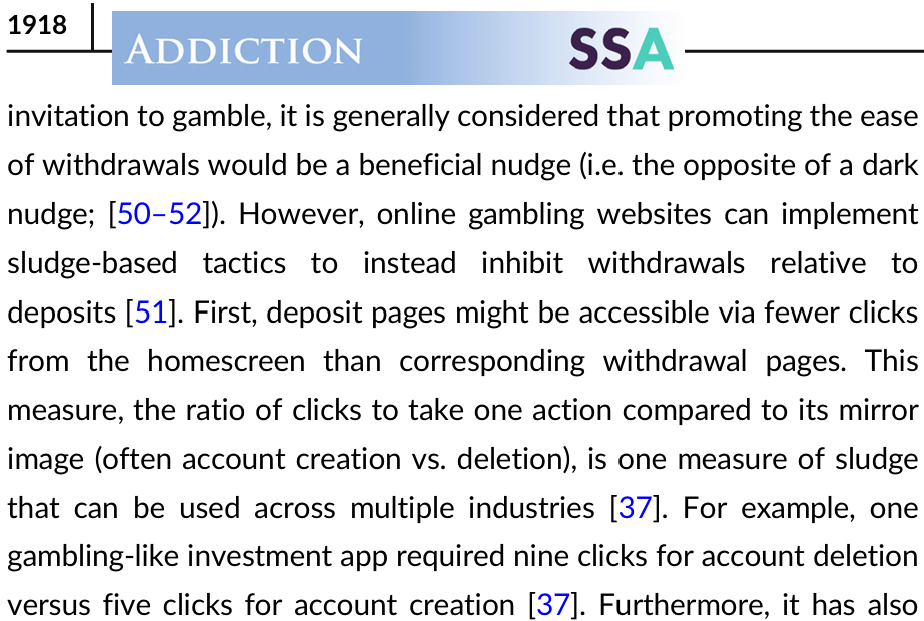 1918
ADDICTION
SSA
invitation to gamble, it is generally considered that promoting the ease
of withdrawals would be a beneficial nudge (i.e. the opposite of a dark
nudge; [50–52]). However, online gambling websites can implement
sludge-based tactics to instead inhibit withdrawals relative to
deposits [51]. First, deposit pages might be accessible via fewer clicks
from the homescreen than corresponding withdrawal pages. This
measure, the ratio of clicks to take one action compared to its mirror
image (often account creation vs. deletion), is one measure of sludge
that can be used across multiple industries [37]. For example, one
gambling-like investment app required nine clicks for account deletion
versus five clicks for account creation [37]. Furthermore, it has also